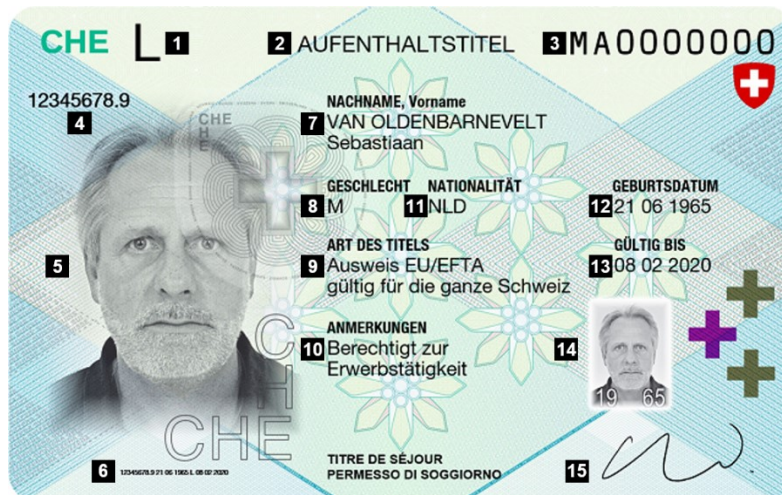 CHE L 1 2 AUFENTHALTSTITEL 3 MA0000000
12345678.9
4
CHE
CHE
NACHNAME, Vorname
7 VAN OLDENBARNEVELT
Sebastiaan
GESCHLECHT NATIONALITÄT GEBURTSDATUM
8 M 11 NLD 12 21 06 1965
ART DES TITELS GÜLTIG BIS
5 9 Ausweis EU/EFTA 13 08 02 2020
gültig für die ganze Schweiz
ANMERKUNGEN
10 Berechtigt zur 14
Erwerbstätigkeit
19 65
CHE
CHE
TITRE DE SÉJOUR
6 12345678.9 21 06 1965 L 08 02 2020 PERMESSO DI SOGGIORNO 15